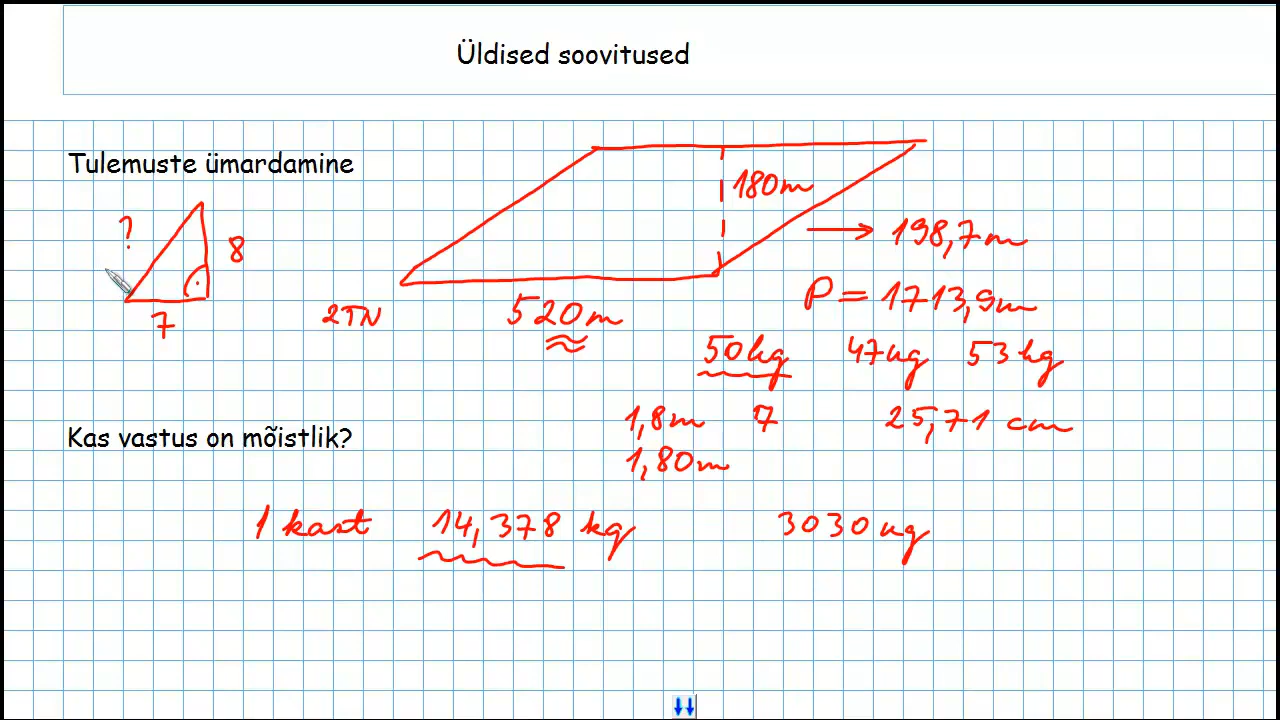 Üldised soovitused
Tulemuste ümardamine
180m
?
8
198,7m
7
2TN
520m
P = 1713,9m
50kg 47kg 53kg
1,8m 7 25,71 cm
Kas vastus on mõistlik?
1,80m
1 kast 14,378 kg 3030 kg